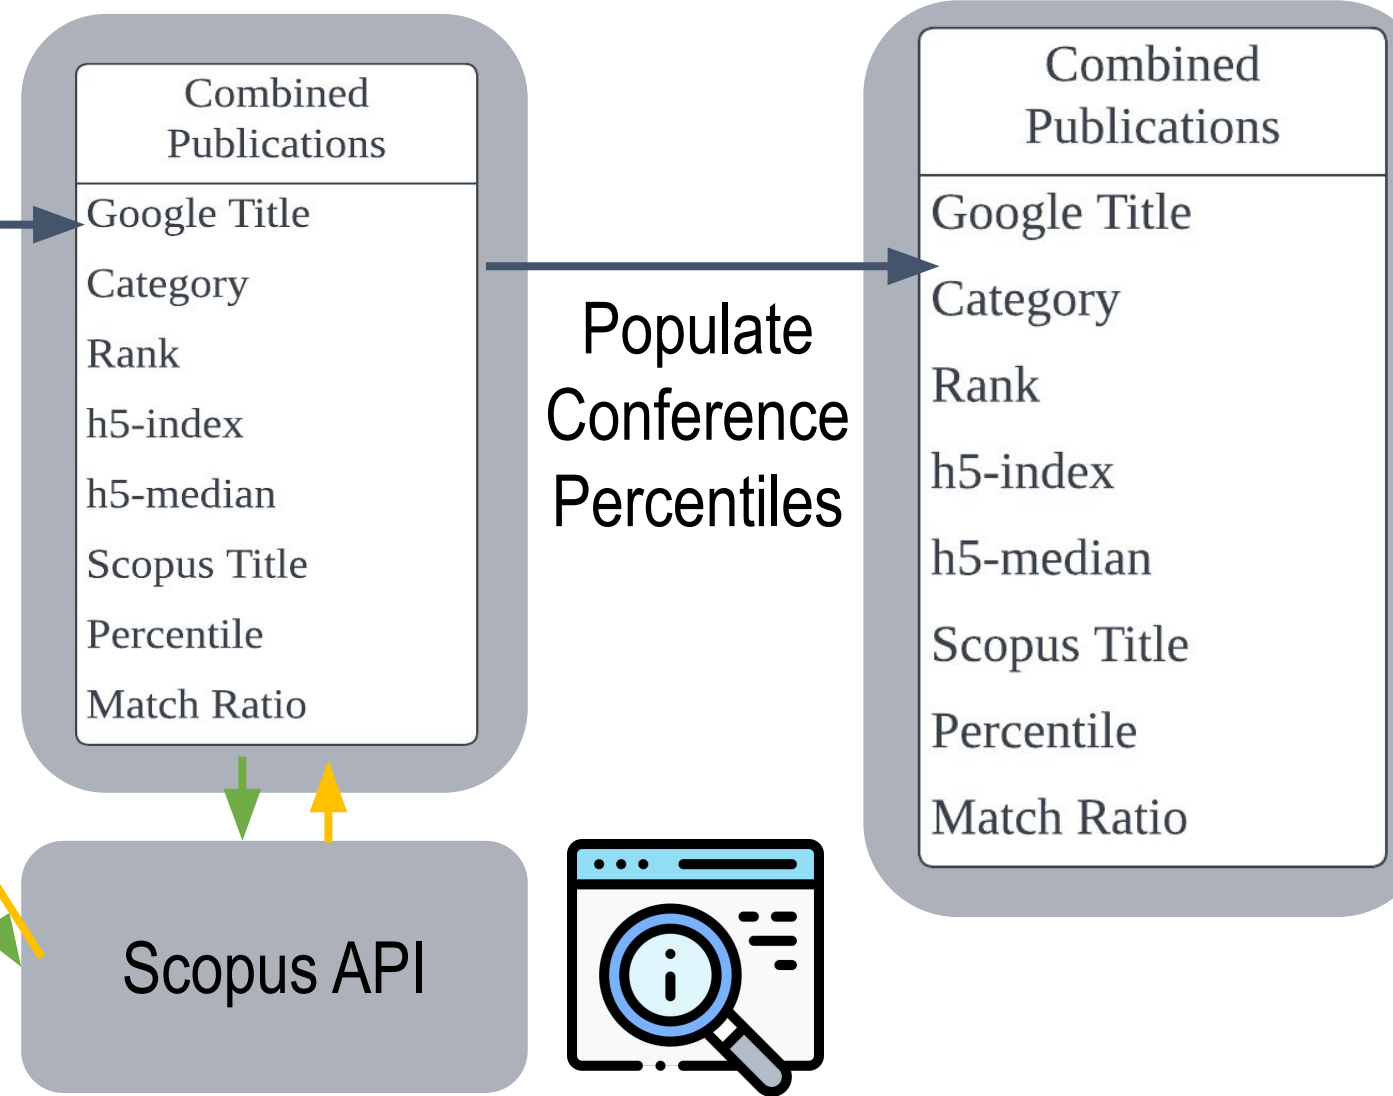 Combined
Publications
Google Title
Category
Rank
h5-index
h5-median
Scopus Title
Percentile
Match Ratio
Populate
Conference
Percentiles
Combined
Publications
Google Title
Category
Rank
h5-index
h5-median
Scopus Title
Percentile
Match Ratio
Scopus API
i